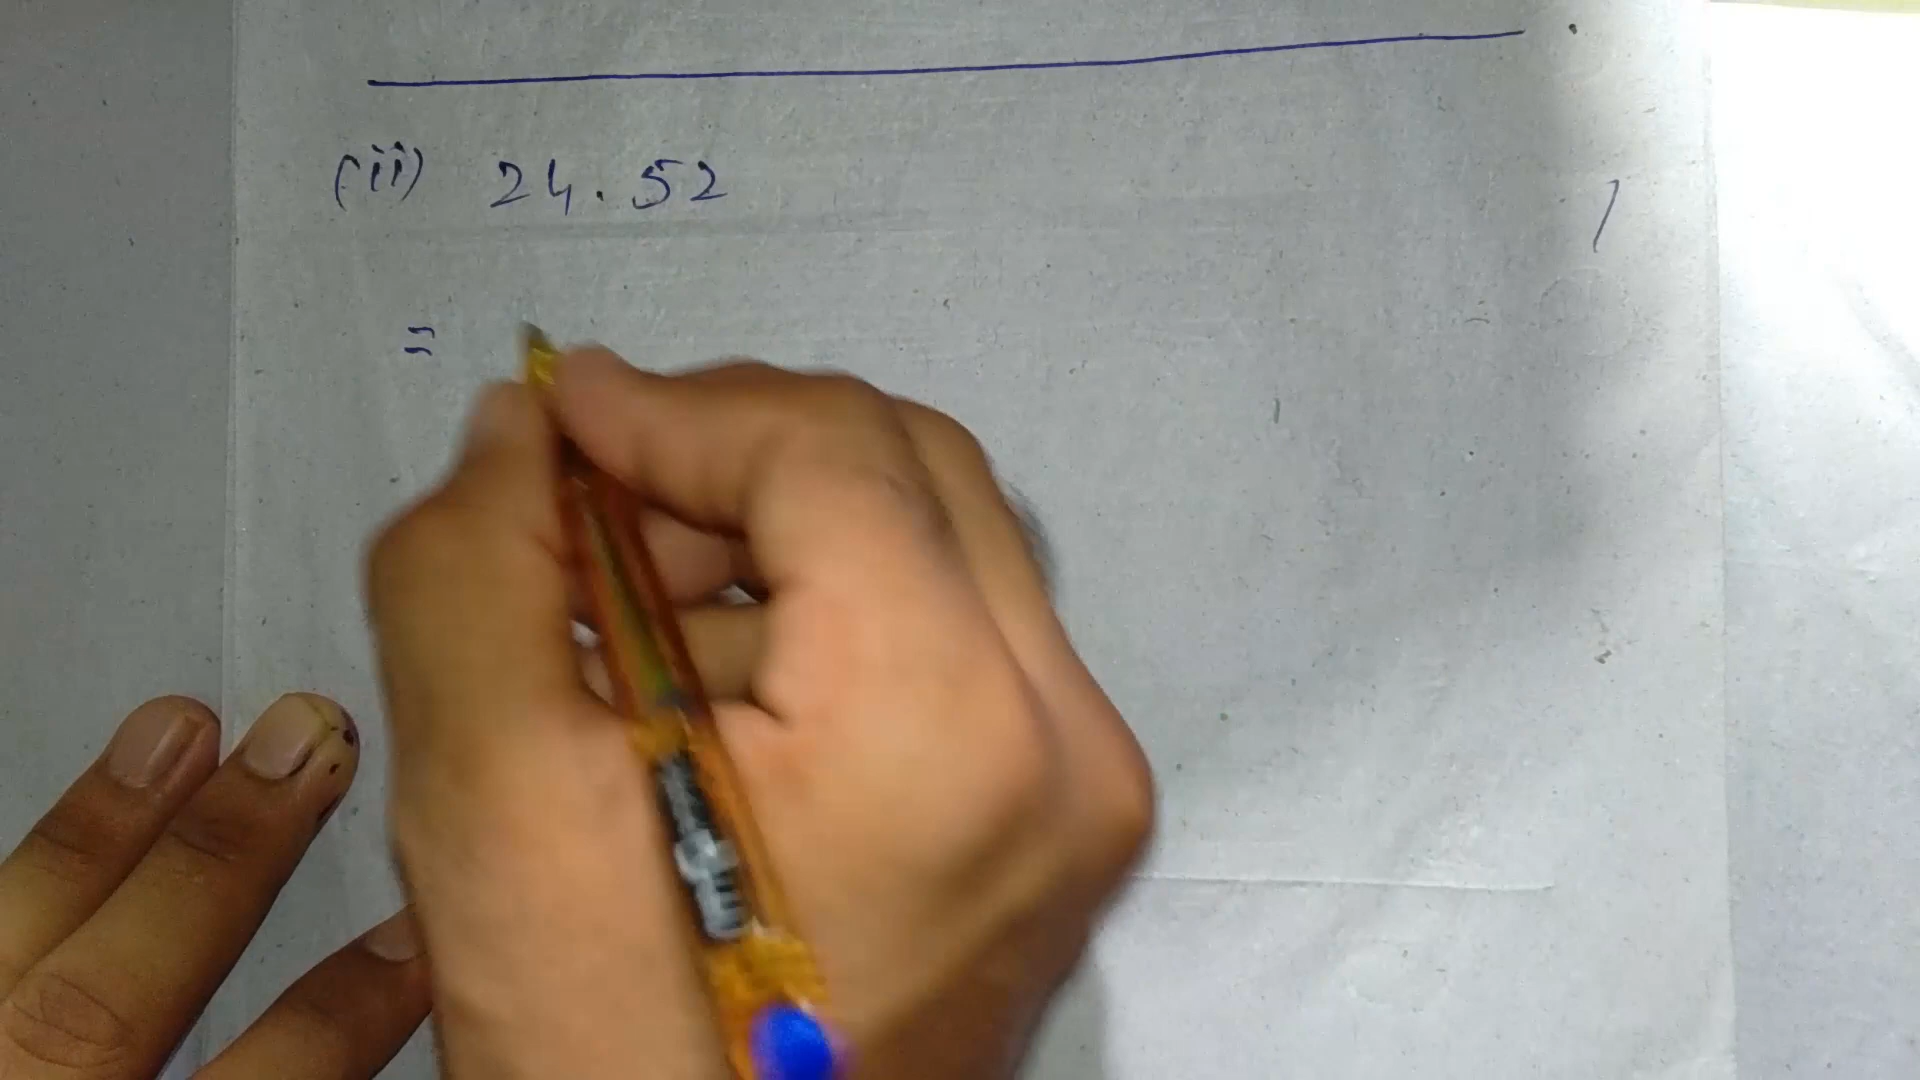 (ii) 24.52
=